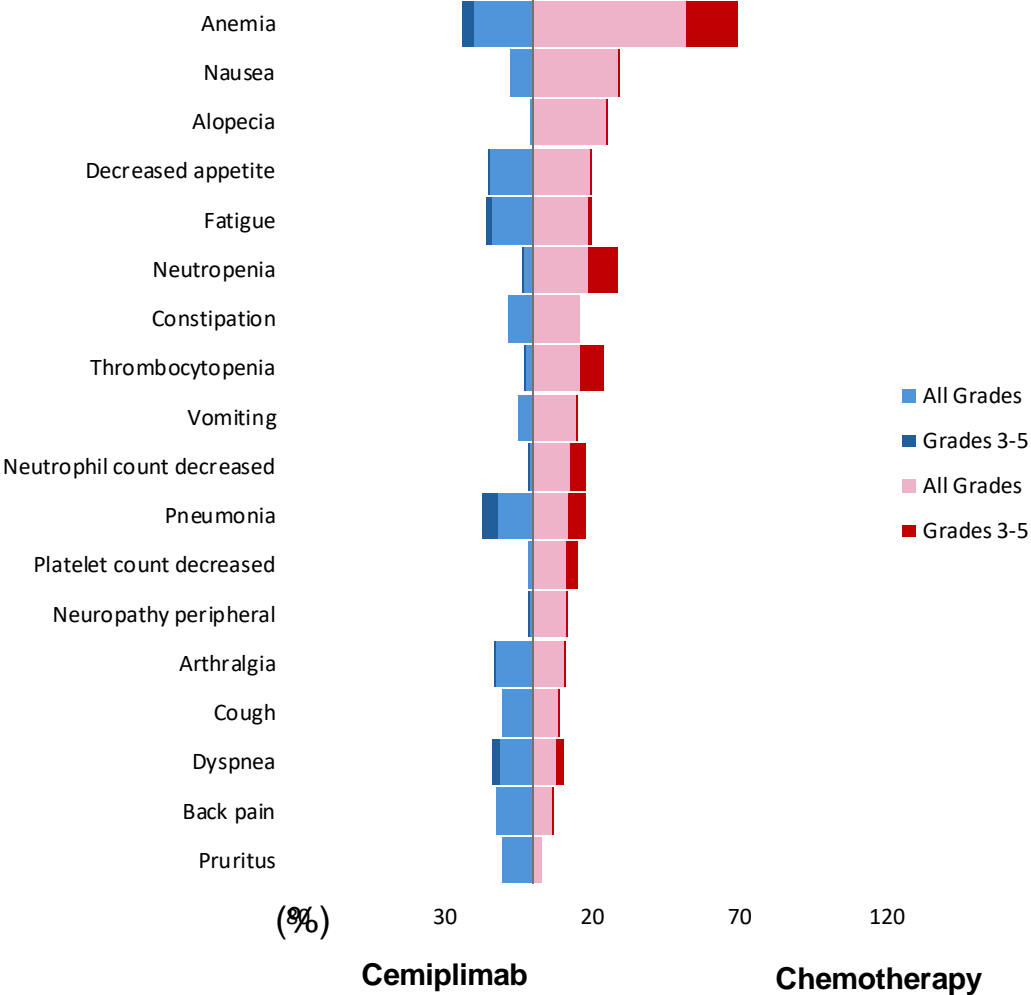 Anemia
Nausea
Alopecia
Decreased appetite
Fatigue
Neutropenia
Constipation
Thrombocytopenia
Vomiting
Neutrophil count decreased
Pneumonia
Platelet count decreased
Neuropathy peripheral
Arthralgia
Cough
Dyspnea
Back pain
Pruritus
All Grades
Grades 3-5
All Grades
Grades 3-5
(%) 80 30 20 70 120
Cemiplimab Chemotherapy